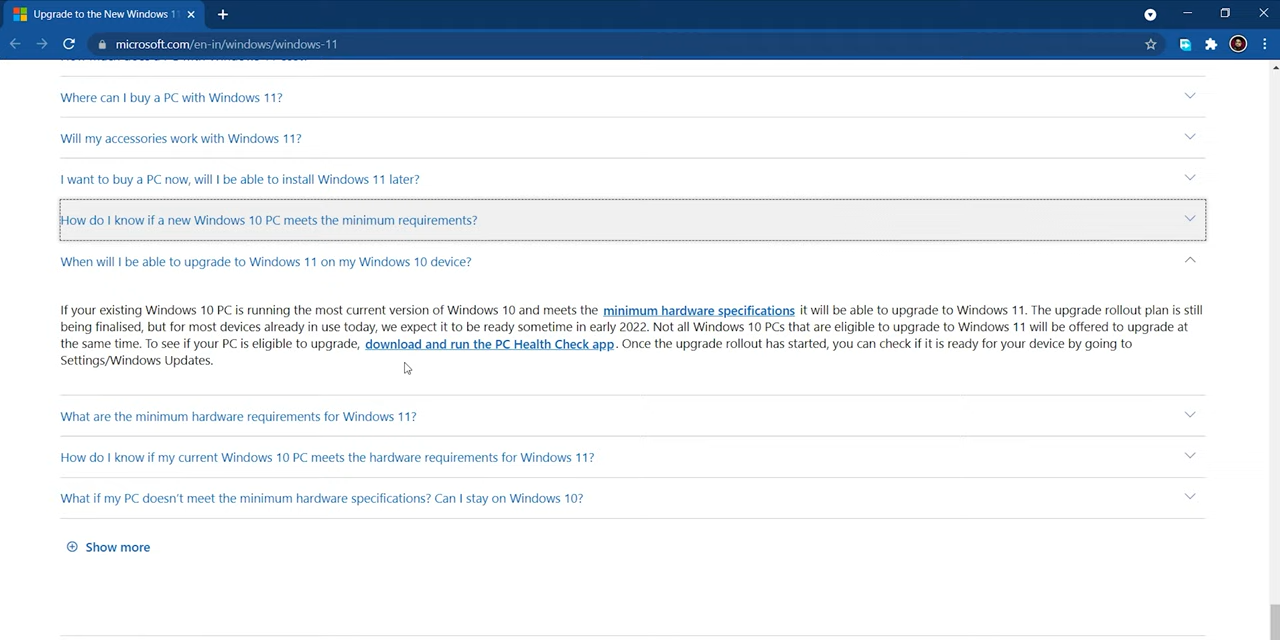 Upgrade to the New Windows 11
microsoft.com/en-in/windows/windows-11
Where can I buy a PC with Windows 11?
Will my accessories work with Windows 11?
I want to buy a PC now, will I be able to install Windows 11 later?
How do I know if a new Windows 10 PC meets the minimum requirements?
When will I be able to upgrade to Windows 11 on my Windows 10 device?
If your existing Windows 10 PC is running the most current version of Windows 10 and meets the minimum hardware specifications it will be able to upgrade to Windows 11. The upgrade rollout plan is still
being finalised, but for most devices already in use today, we expect it to be ready sometime in early 2022. Not all Windows 10 PCs that are eligible to upgrade to Windows 11 will be offered to upgrade at
the same time. To see if your PC is eligible to upgrade, download and run the PC Health Check app. Once the upgrade rollout has started, you can check if it is ready for your device by going to
Settings/Windows Updates.
What are the minimum hardware requirements for Windows 11?
How do I know if my current Windows 10 PC meets the hardware requirements for Windows 11?
What if my PC doesn't meet the minimum hardware specifications? Can I stay on Windows 10?
Show more